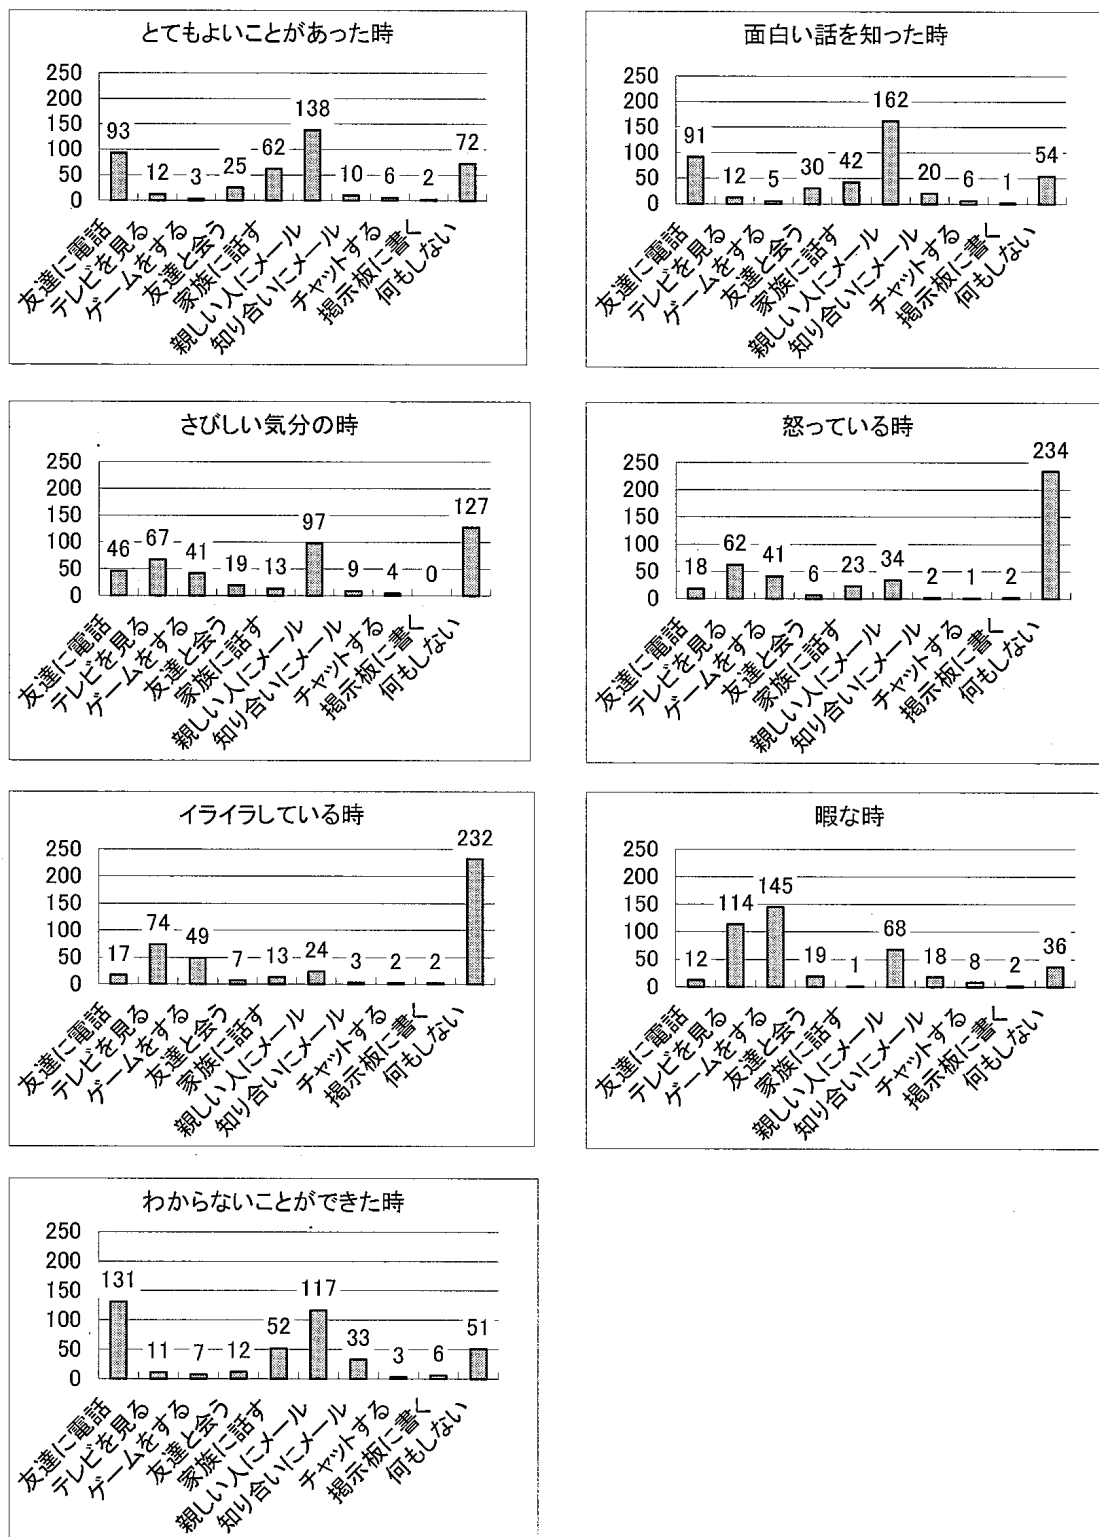 とてもよいことがあった時
250
200
150
100
50
0
93
12
3
25
62
138
10
6
2
72
友達に電話
テレビを見る
ゲームをする
友達と会う
家族に話す
親しい人にメール
知り合いにメール
チャットする
掲示板に書く
何もしない
面白い話を知った時
250
200
150
100
50
0
91
12
5
30
42
162
20
6
1
54
友達に電話
テレビを見る
ゲームをする
友達と会う
家族に話す
親しい人にメール
知り合いにメール
チャットする
掲示板に書く
何もしない
さびしい気分の時
250
200
150
100
50
0
46
67
41
19
13
97
9
4
0
127
友達に電話
テレビを見る
ゲームをする
友達と会う
家族に話す
親しい人にメール
知り合いにメール
チャットする
掲示板に書く
何もしない
怒っている時
250
200
150
100
50
0
18
62
41
6
23
34
2
1
2
234
友達に電話
テレビを見る
ゲームをする
友達と会う
家族に話す
親しい人にメール
知り合いにメール
チャットする
掲示板に書く
何もしない
イライラしている時
250
200
150
100
50
0
17
74
49
7
13
24
3
2
2
232
友達に電話
テレビを見る
ゲームをする
友達と会う
家族に話す
親しい人にメール
知り合いにメール
チャットする
掲示板に書く
何もしない
暇な時
250
200
150
100
50
0
12
114
145
19
1
68
18
8
2
36
友達に電話
テレビを見る
ゲームをする
友達と会う
家族に話す
親しい人にメール
知り合いにメール
チャットする
掲示板に書く
何もしない
わからないことができた時
250
200
150
100
50
0
131
11
7
12
52
117
33
3
6
51
友達に電話
テレビを見る
ゲームをする
友達と会う
家族に話す
親しい人にメール
知り合いにメール
チャットする
掲示板に書く
何もしない